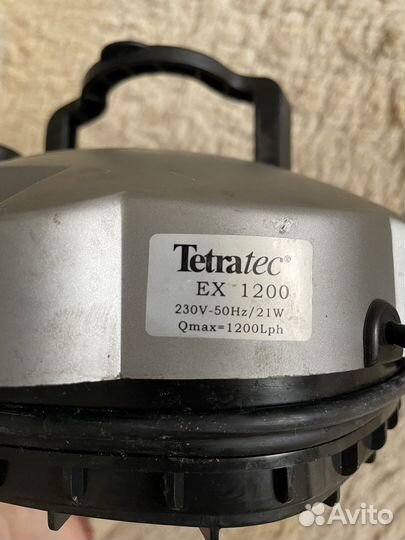 Tetratec®
EX 1200
230V-50Hz/21W
Qmax=1200Lph
Avito